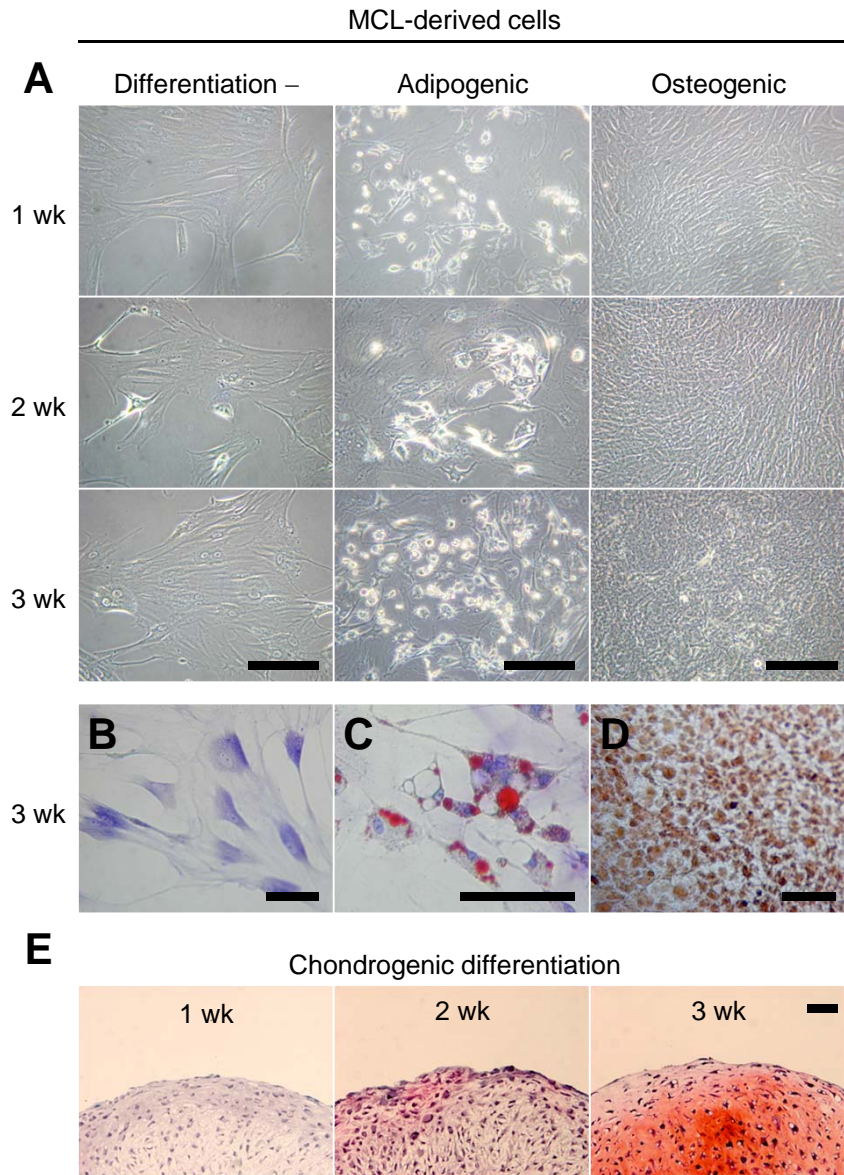 MCL-derived cells
A
Differentiation –
Adipogenic
Osteogenic
1 wk
2 wk
3 wk
B
C
D
3 wk
E
Chondrogenic differentiation
1 wk
2 wk
3 wk